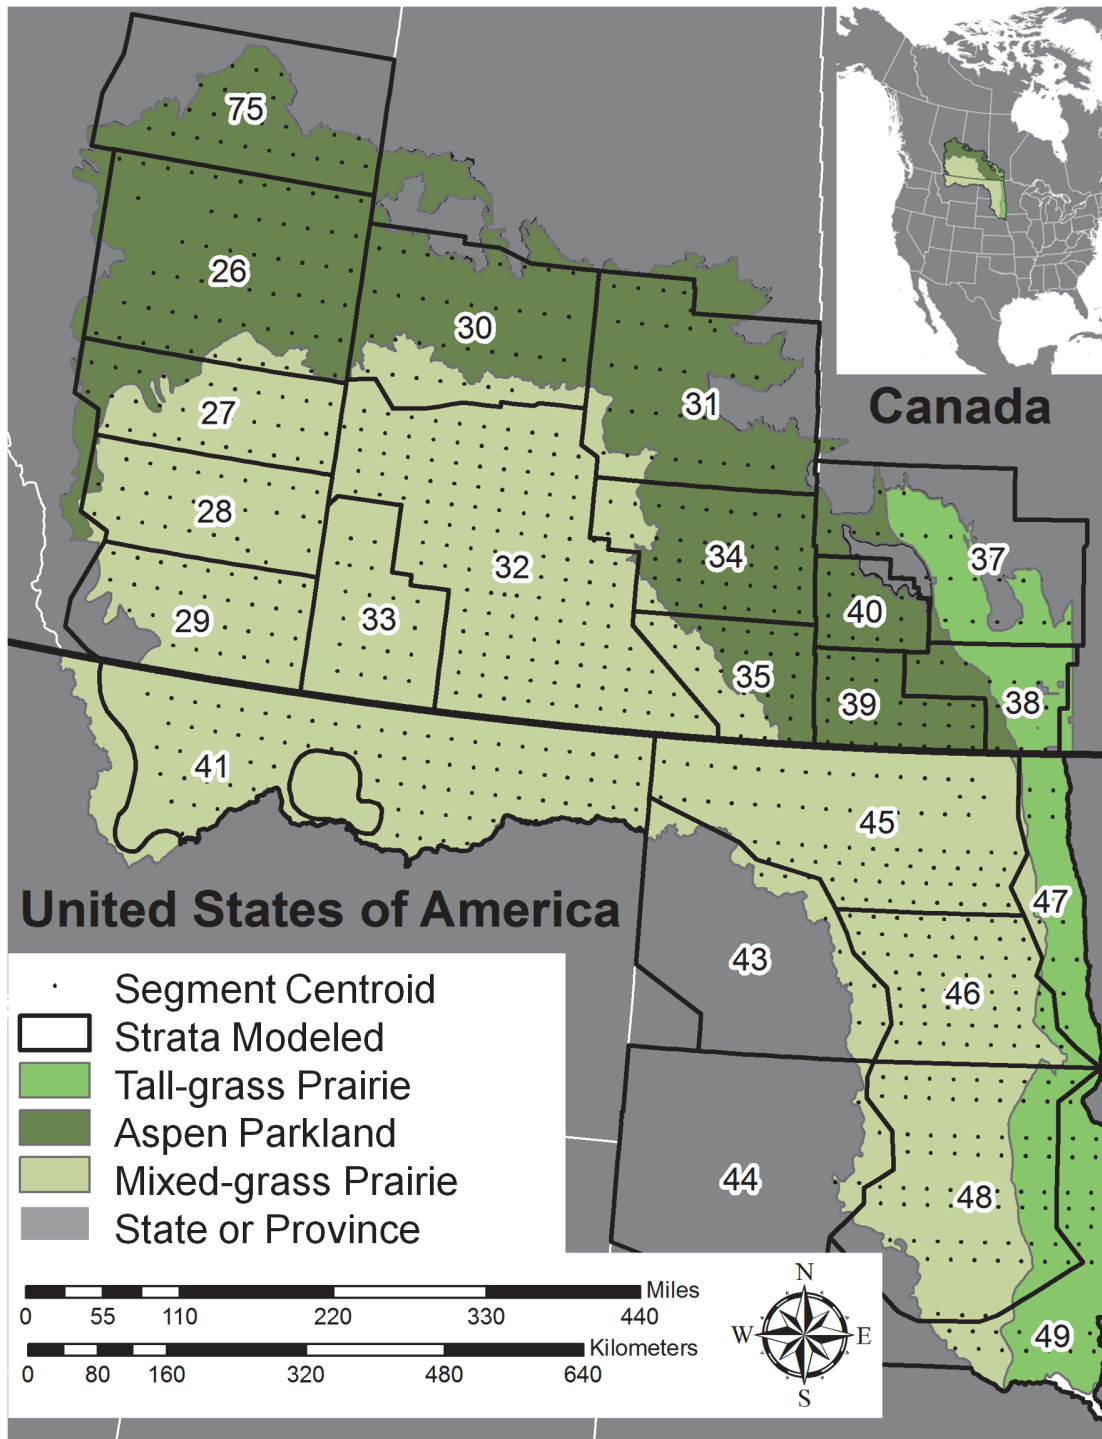 75
26
30
27
31
Canada
28
32
34
37
29
33
40
35
39
38
41
45
United States of America
47
43
46
Segment Centroid
Strata Modeled
Tall-grass Prairie
Aspen Parkland
Mixed-grass Prairie
State or Province
44
48
Miles
0 55 110 220 330 440
Kilometers
0 80 160 320 480 640
N
W E
S
49